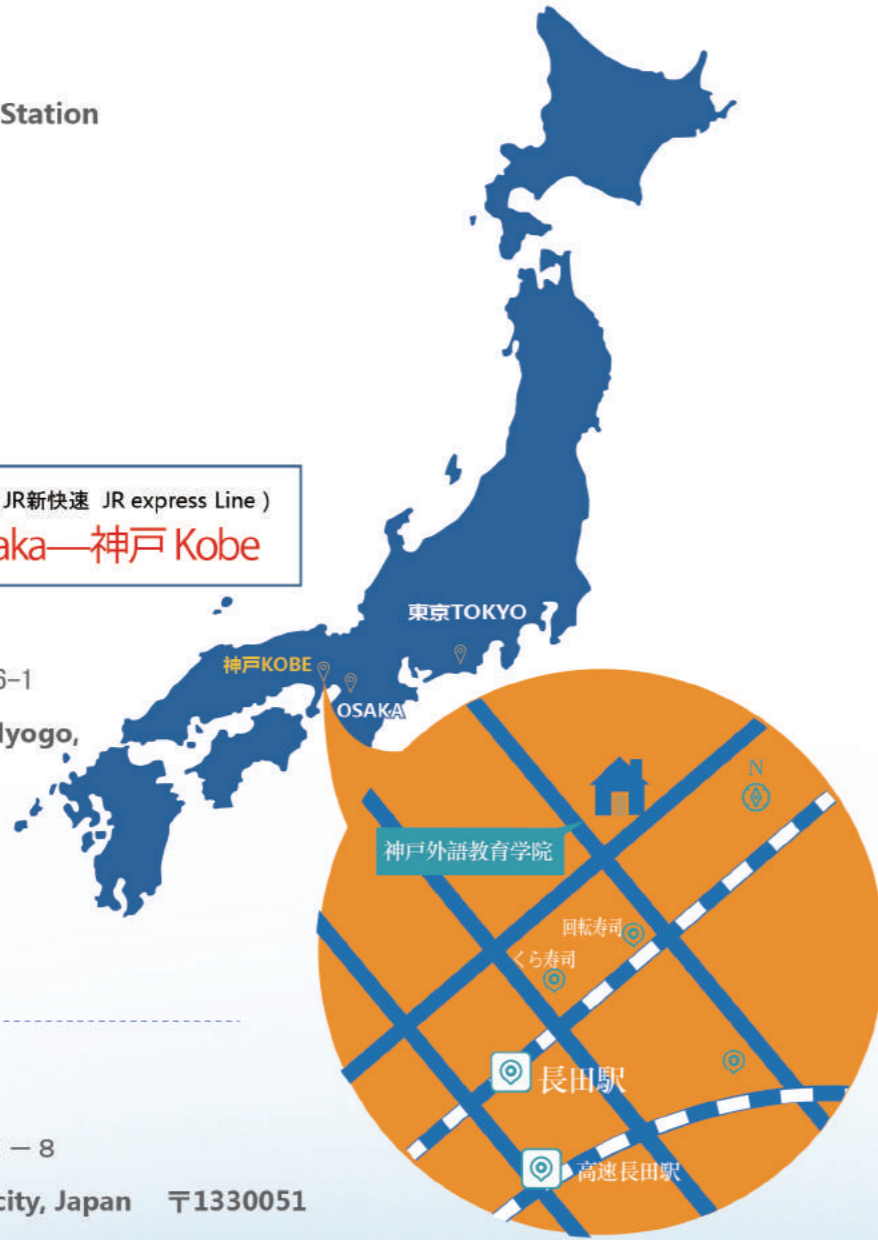 Station
JR新快速 JR express Line )
aka—神戸 Kobe
東京TOKYO
神戸KOBE
OSAKA
6-1
Hyogo,
N
神戸外語教育学院
回転寿司
くら寿司
長田駅
高速長田駅
－8
city, Japan 〒1330051